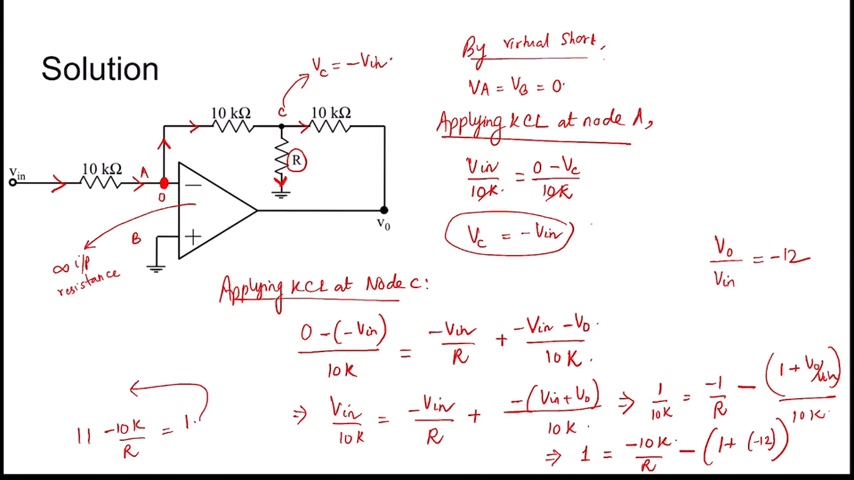 Solution
By virtual short,
VA = VB = 0.
Applying KCL at node A,
Vin/10K = 0 - Vc/10K
Vc = -Vin
Vc = -Vin.
10 kΩ
C
10 kΩ
R
vin
10 kΩ
A
0
B
−
+
v0
∞ i/p
resistance
Vo/Vin = -12
Applying KCL at Node C:
0-(-Vin)/10K = -Vin/R + -Vin - Vo./10K.
⇒ Vin/10K = -Vin/R + -(Vin + Vo)/10K. ⇒ 1/10K = -1/R - (1 + Vo/Vin)/10K.
⇒ 1 = -10K/R - (1 + (-12))
11 -10K/R = 1.